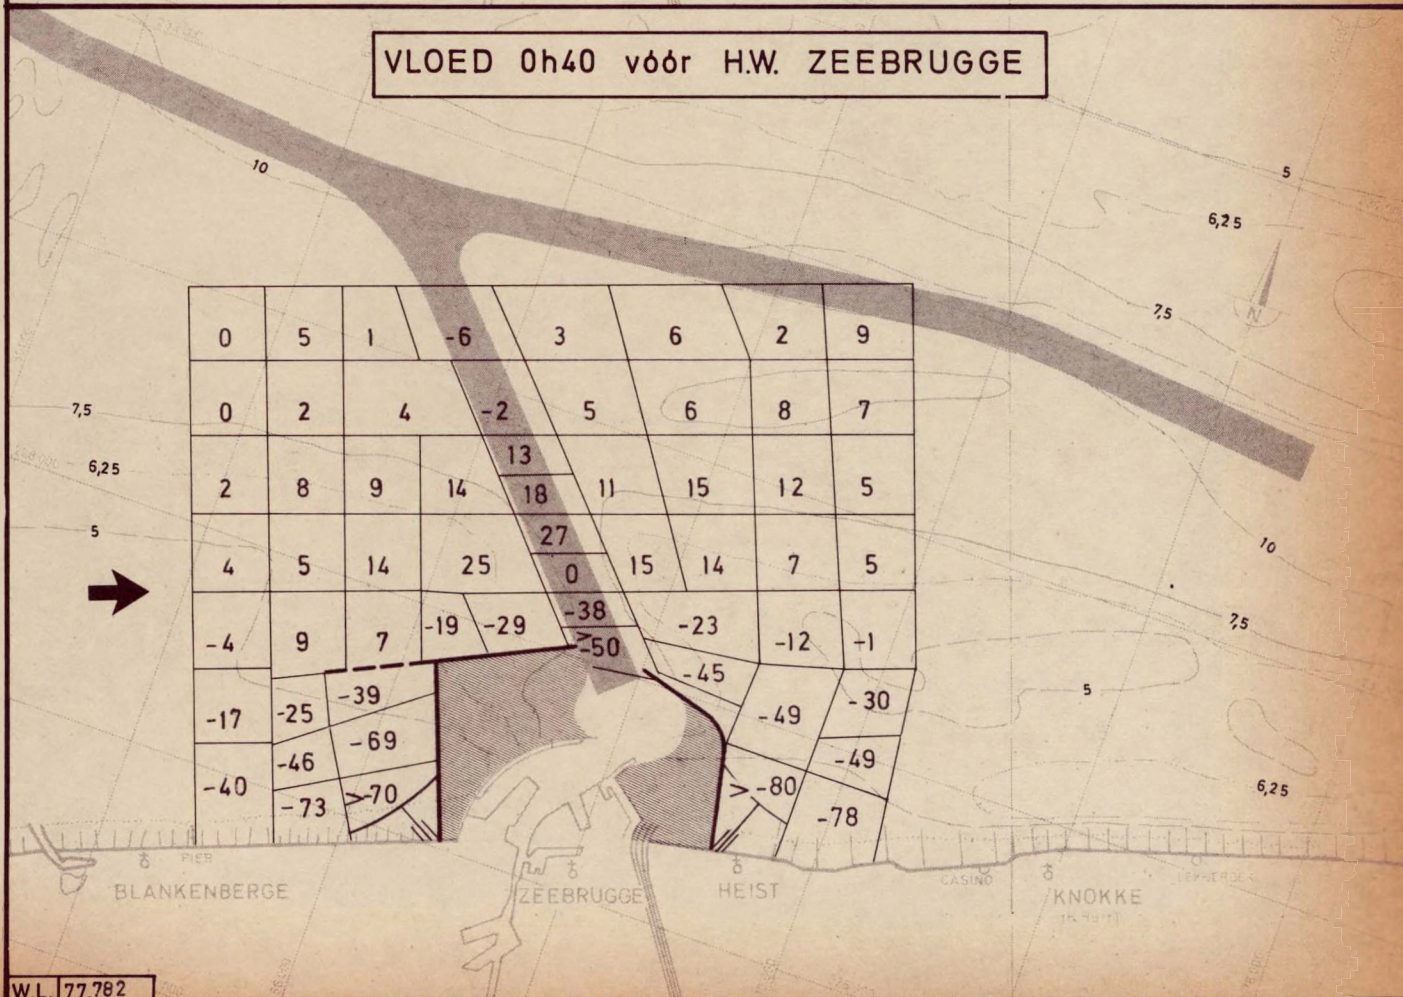 VLOED 0h40 vóór H.W. ZEEBRUGGE
10
5
6,25
7,5
N
0 5 1 -6 3 6 2 9
7,5
0 2 4 -2 5 6 8 7
13
6,25
2 8 9 14 18 11 15 12 5
5
27
10
4 5 14 25 0 15 14 7 5
-38
7,5
-4 9 7 -19 -29 >-50 -23 -12 -1
-45
5
-39
-30
-17 -25 -49
-69
-46 -49
-40 >-70 >-80
6,25
-73 -78
PIER
BLANKENBERGE ZEEBRUGGE HEIST CASINO KNOKKE
W.L. 77.782